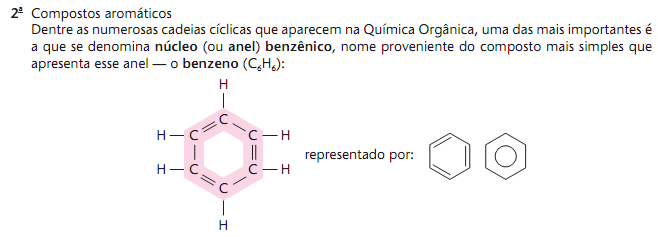 2ª Compostos aromáticos
Dentre as numerosas cadeias cíclicas que aparecem na Química Orgânica, uma das mais importantes é
a que se denomina núcleo (ou anel) benzênico, nome proveniente do composto mais simples que
apresenta esse anel — o benzeno (C₆H₆):
H
C
H C C H
representado por:
H C C H
C
H